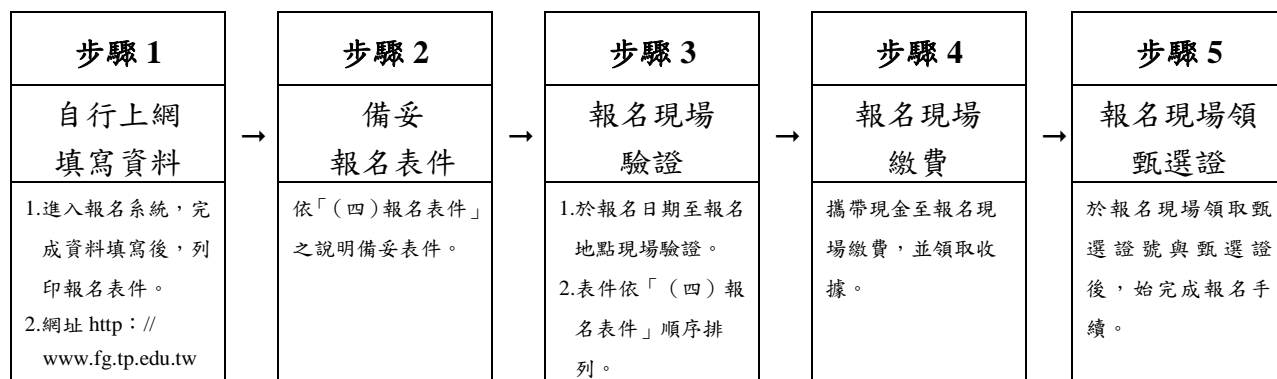 步驟 1
自行上網
填寫資料
1.進入報名系統，完
成資料填寫後，列
印報名表件。
2.網址 http：//
www.fg.tp.edu.tw
→
步驟 2
備妥
報名表件
依「（四）報名表件」
之說明備妥表件。
→
步驟 3
報名現場
驗證
1.於報名日期至報名
地點現場驗證。
2.表件依「（四）報
名表件」順序排
列。
→
步驟 4
報名現場
繳費
攜帶現金至報名現
場繳費，並領取收
據。
→
步驟 5
報名現場領
甄選證
於報名現場領取甄
選證號與甄選證
後，始完成報名手
續。